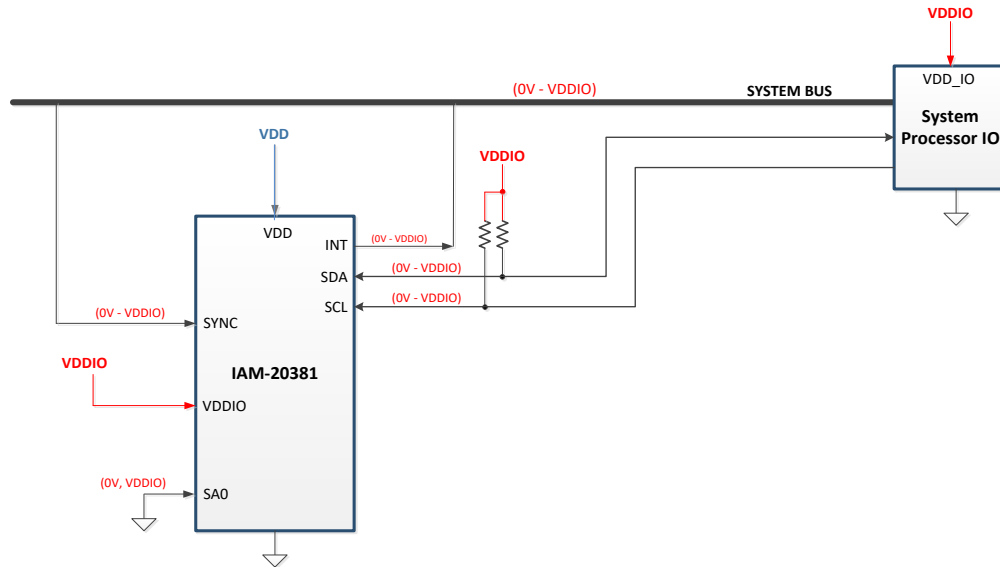 VDDIO
VDD_IO
System
Processor IO
(0V - VDDIO)
SYSTEM BUS
VDD
VDDIO
VDD
INT
(0V - VDDIO)
SDA
(0V - VDDIO)
SCL
(0V - VDDIO)
(0V - VDDIO)
SYNC
IAM-20381
VDDIO
VDDIO
(0V, VDDIO)
SA0